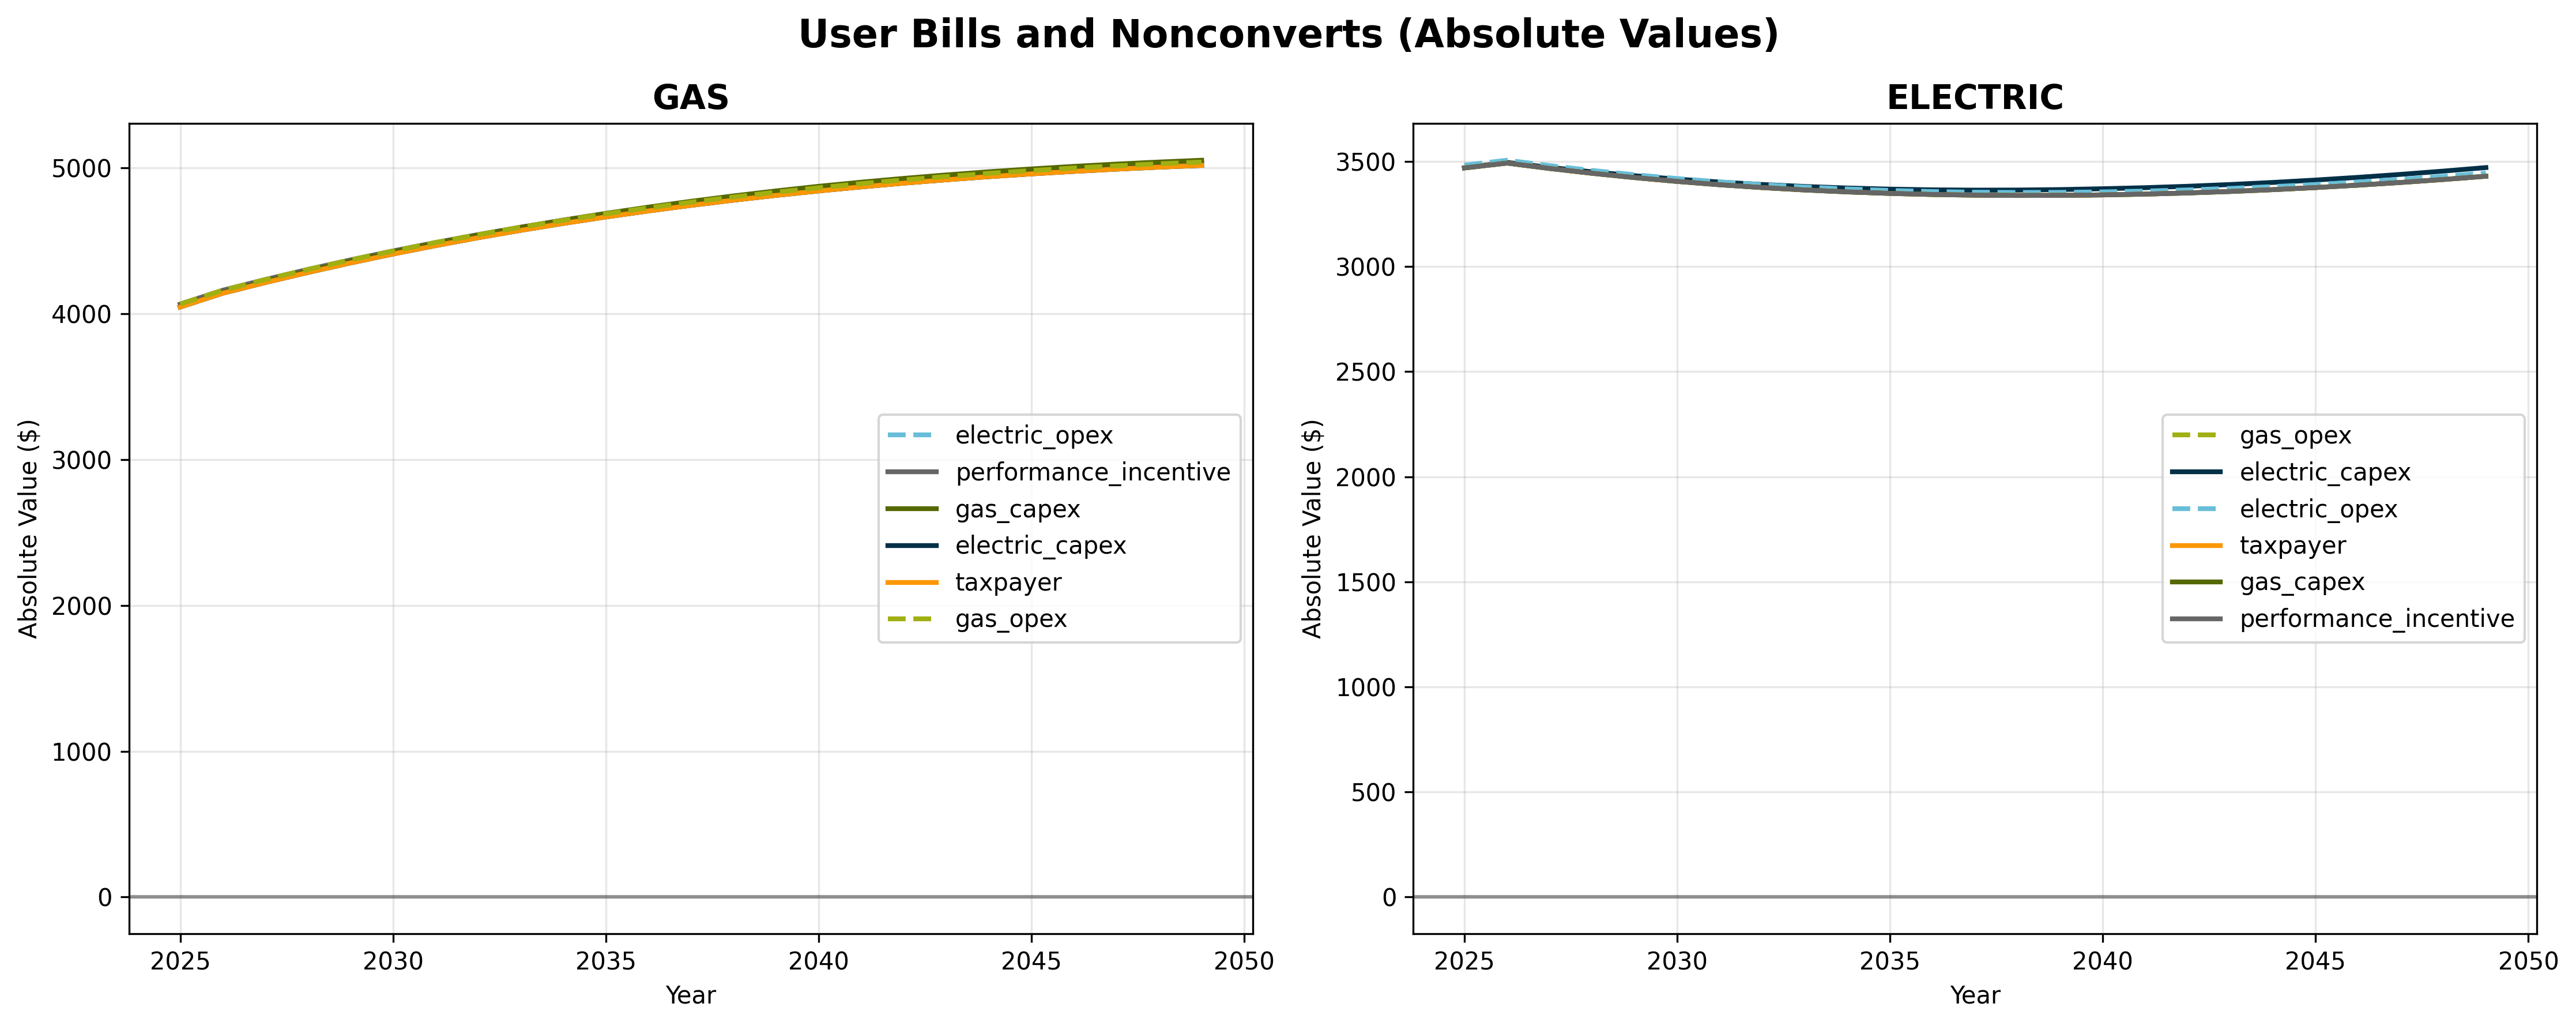 User Bills and Nonconverts (Absolute Values)
GAS
Absolute Value ($)
5000
4000
3000
2000
1000
0
electric_opex
performance_incentive
gas_capex
electric_capex
taxpayer
gas_opex
2025 2030 2035 2040 2045 2050
Year
ELECTRIC
Absolute Value ($)
3500
3000
2500
2000
1500
1000
500
0
gas_opex
electric_capex
electric_opex
taxpayer
gas_capex
performance_incentive
2025 2030 2035 2040 2045 2050
Year